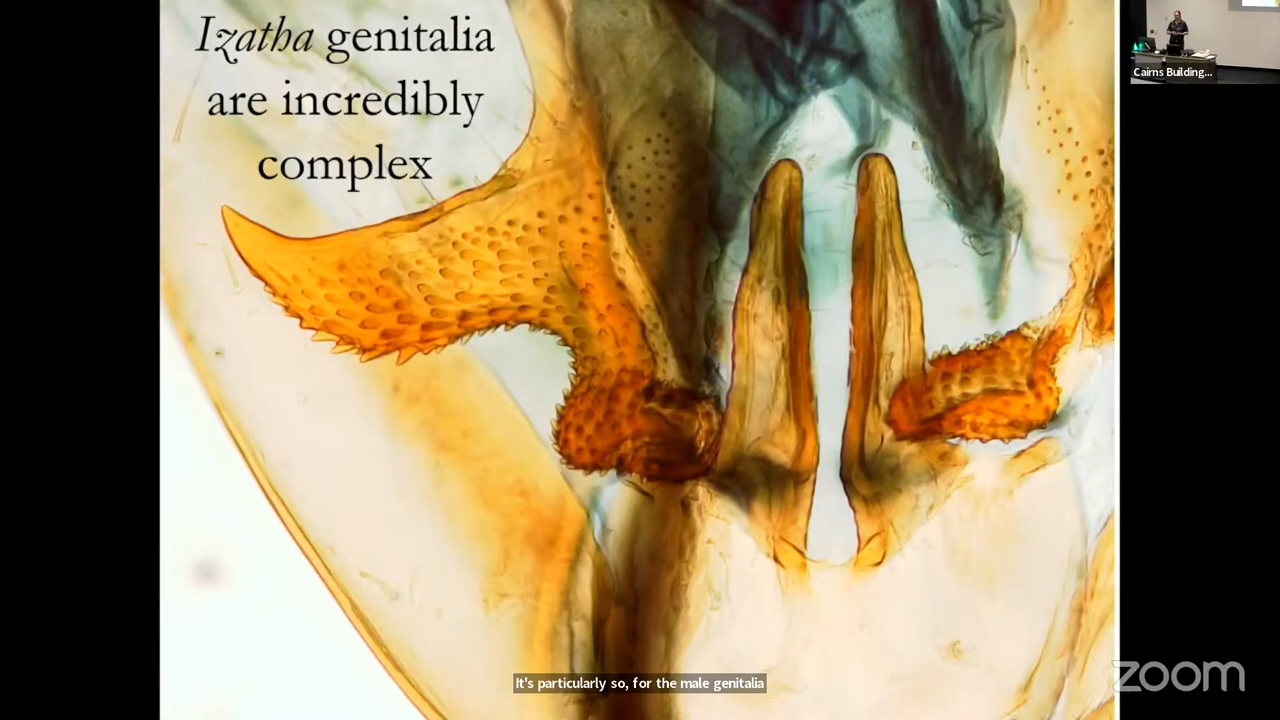 Izatha genitalia
are incredibly
complex
Cairns Building...
It's particularly so, for the male genitalia
zoom